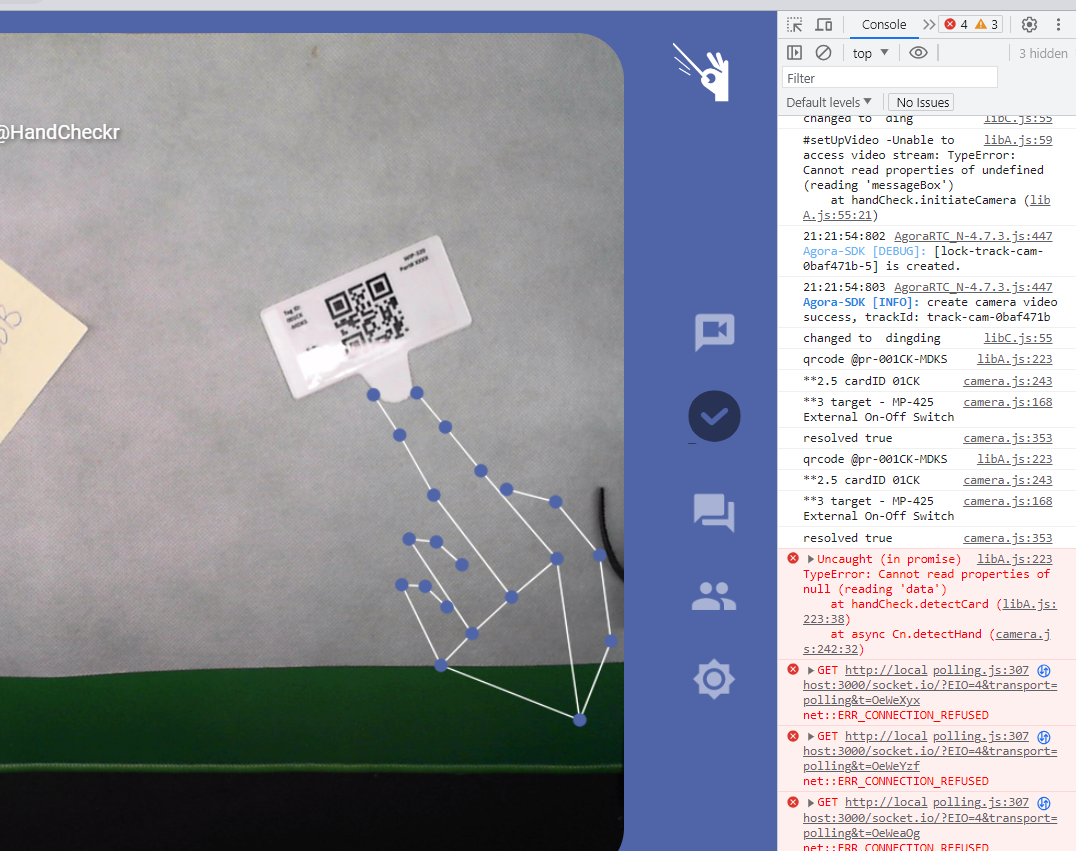 @HandCheckr
WIP-320
Part# XXXX
Tag ID:
001CK
MDKS
Console
4
3
top
3 hidden
Filter
Default levels
No Issues
changed to ding libC.js:55
#setUpVideo -Unable to libA.js:59
access video stream: TypeError:
Cannot read properties of undefined
(reading 'messageBox')
at handCheck.initiateCamera (lib
A.js:55:21)
21:21:54:802 AgoraRTC_N-4.7.3.js:447
Agora-SDK [DEBUG]: [lock-track-cam-
0baf471b-5] is created.
21:21:54:803 AgoraRTC_N-4.7.3.js:447
Agora-SDK [INFO]: create camera video
success, trackId: track-cam-0baf471b
changed to dingding libC.js:55
qrcode @pr-001CK-MDKS libA.js:223
**2.5 cardID 01CK camera.js:243
**3 target - MP-425 camera.js:168
External On-Off Switch
resolved true camera.js:353
qrcode @pr-001CK-MDKS libA.js:223
**2.5 cardID 01CK camera.js:243
**3 target - MP-425 camera.js:168
External On-Off Switch
resolved true camera.js:353
Uncaught (in promise) libA.js:223
TypeError: Cannot read properties of
null (reading 'data')
at handCheck.detectCard (libA.js:
223:38)
at async Cn.detectHand (camera.j
s:242:32)
GET http://local polling.js:307
host:3000/socket.io/?EIO=4&transport=
polling&t=OeWeXyx
net::ERR_CONNECTION_REFUSED
GET http://local polling.js:307
host:3000/socket.io/?EIO=4&transport=
polling&t=OeWeYzf
net::ERR_CONNECTION_REFUSED
GET http://local polling.js:307
host:3000/socket.io/?EIO=4&transport=
polling&t=OeWeaOg
net::ERR_CONNECTION_REFUSED